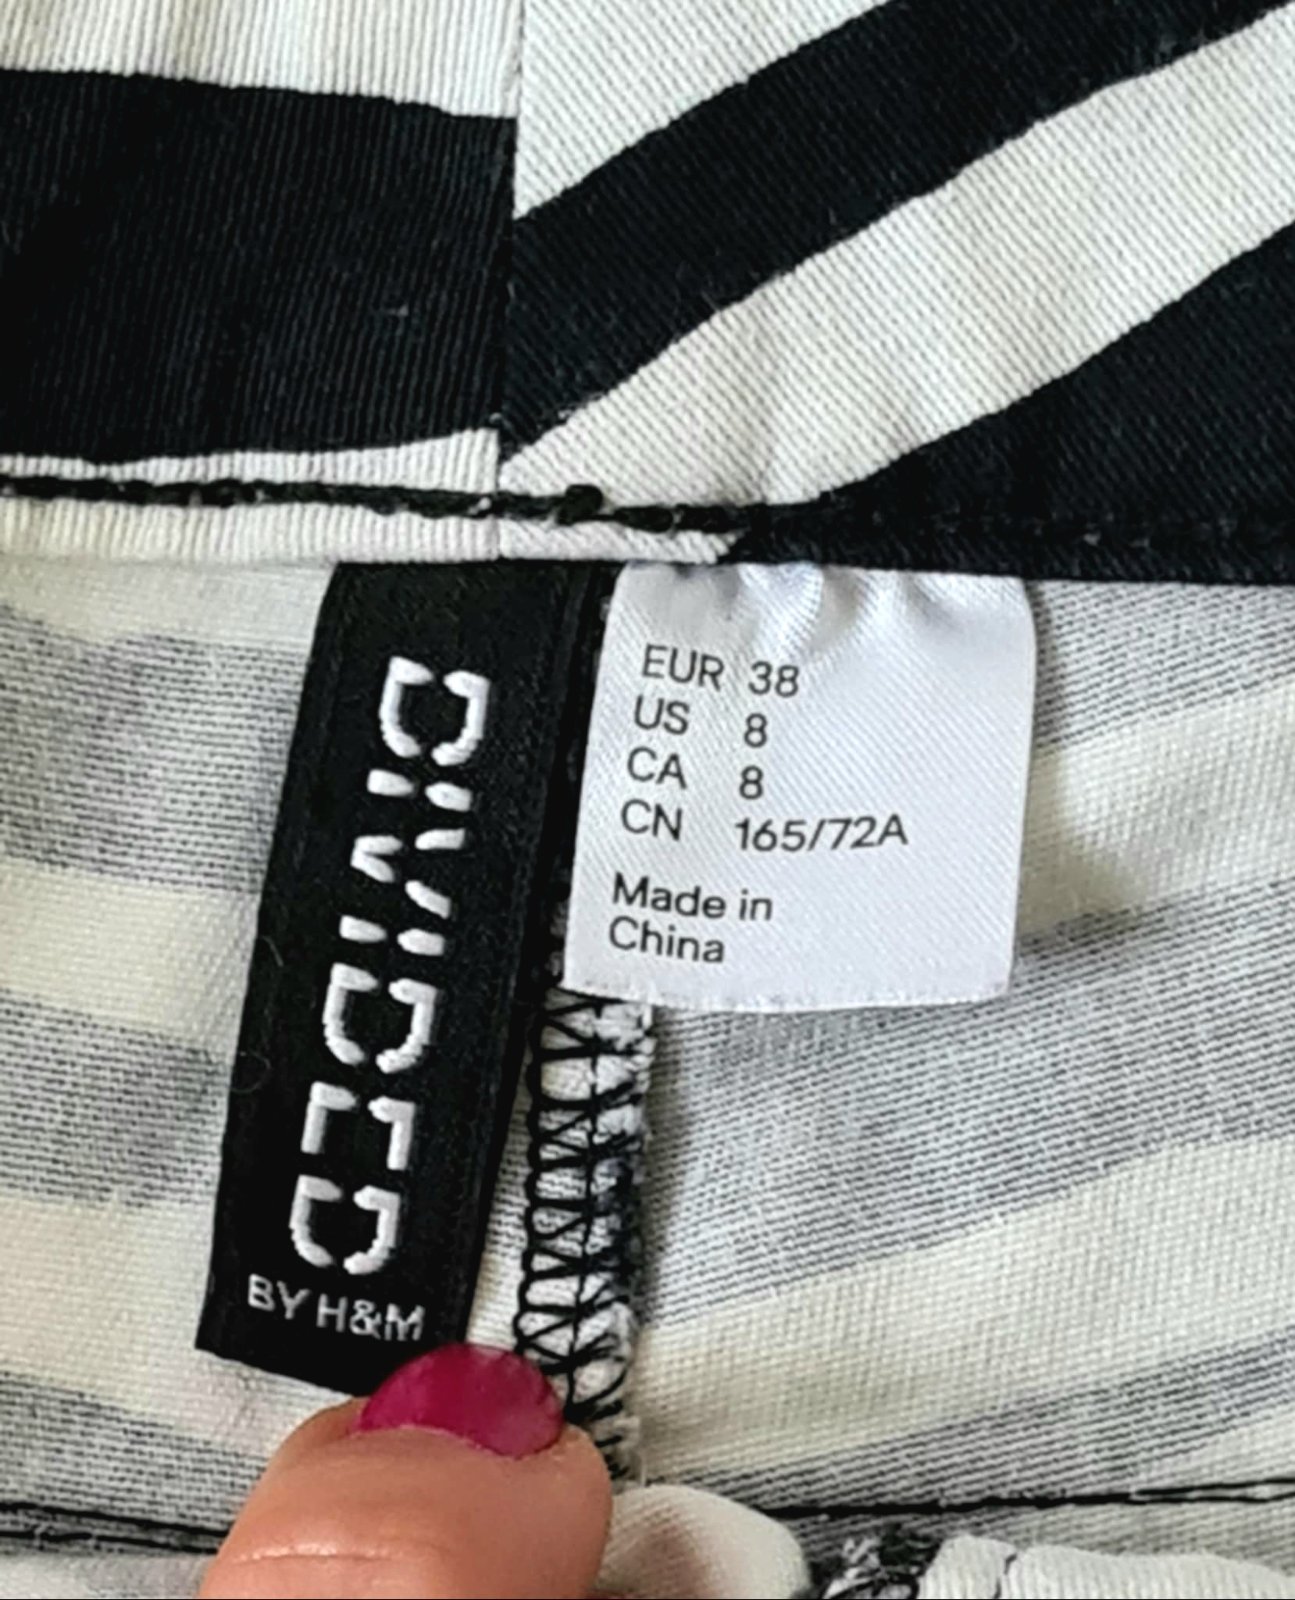 DIVIDED
BY H&M
EUR 38
US 8
CA 8
CN 165/72A
Made in
China